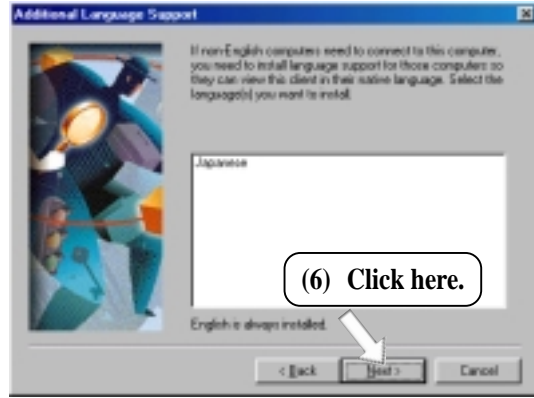 Additional Language Support
If non-English computers need to connect to this computer,
you need to install language support for those computers so
they can view this client in their native language. Select the
language(s) you want to install.
Japanese
(6) Click here.
English is always installed.
< Back
Next >
Cancel